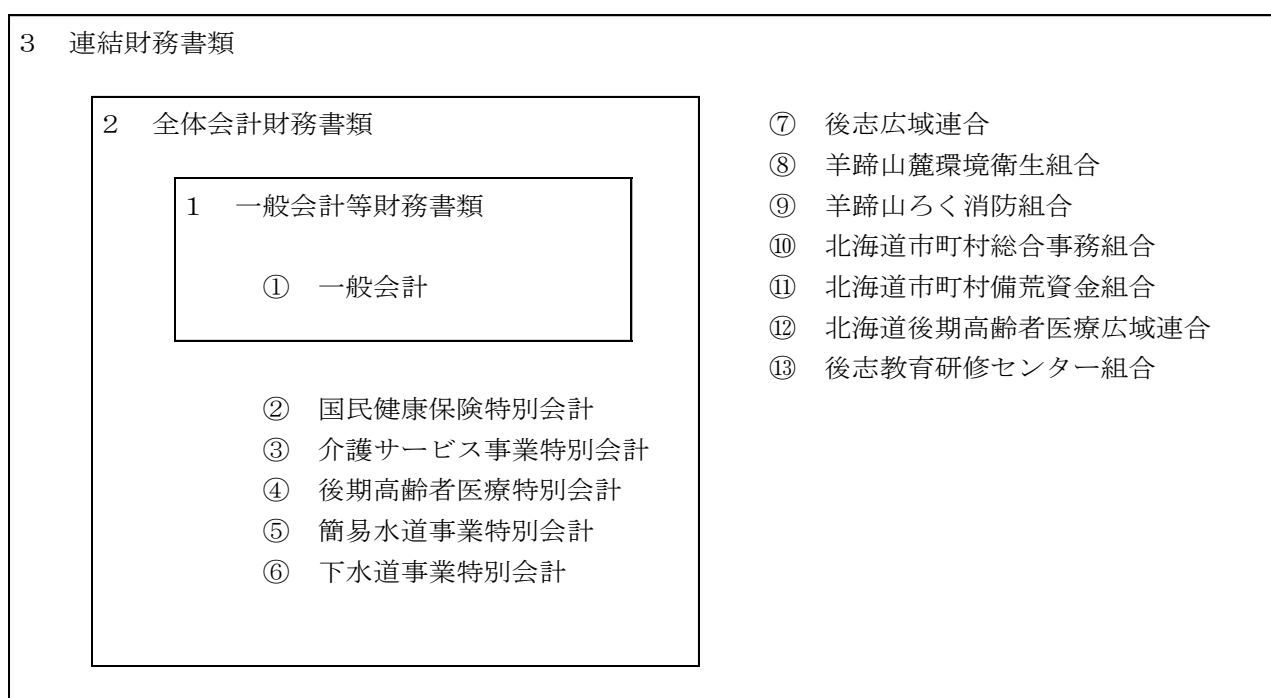 ３　連結財務書類
２　全体会計財務書類
１　一般会計等財務書類
①　一般会計
②　国民健康保険特別会計
③　介護サービス事業特別会計
④　後期高齢者医療特別会計
⑤　簡易水道事業特別会計
⑥　下水道事業特別会計
⑦　後志広域連合
⑧　羊蹄山麓環境衛生組合
⑨　羊蹄山ろく消防組合
⑩　北海道市町村総合事務組合
⑪　北海道市町村備荒資金組合
⑫　北海道後期高齢者医療広域連合
⑬　後志教育研修センター組合